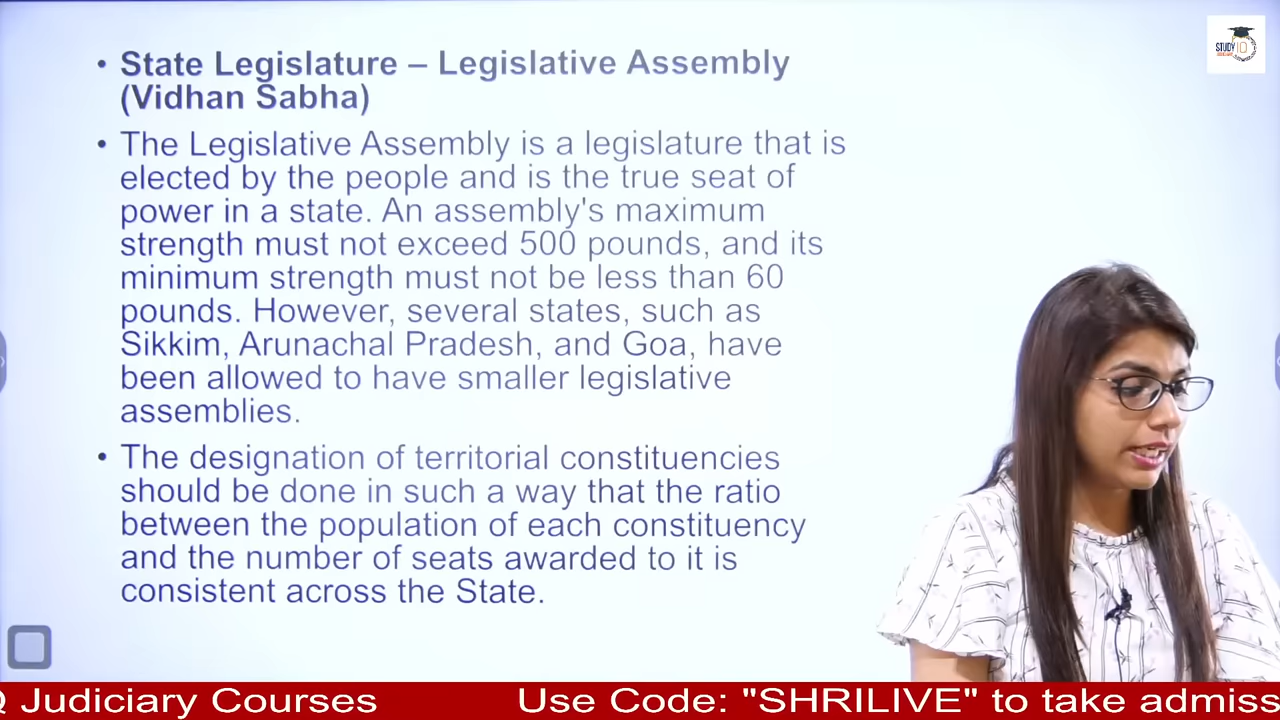 • State Legislature – Legislative Assembly
(Vidhan Sabha)
• The Legislative Assembly is a legislature that is
elected by the people and is the true seat of
power in a state. An assembly's maximum
strength must not exceed 500 pounds, and its
minimum strength must not be less than 60
pounds. However, several states, such as
Sikkim, Arunachal Pradesh, and Goa, have
been allowed to have smaller legislative
assemblies.
• The designation of territorial constituencies
should be done in such a way that the ratio
between the population of each constituency
and the number of seats awarded to it is
consistent across the State.
STUDY IQ
Q Judiciary Courses Use Code: "SHRILIVE" to take admiss